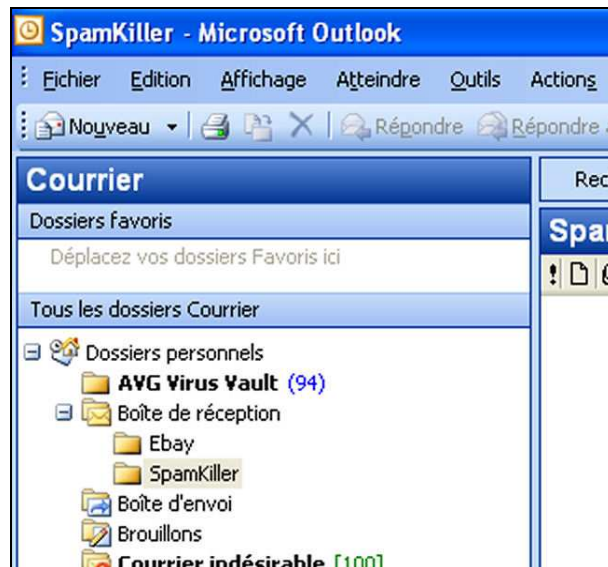 SpamKiller - Microsoft Outlook
Fichier Edition Affichage Atteindre Outils Actions
Nouveau Répondre Répondre
Courrier
Dossiers favoris
Déplacez vos dossiers Favoris ici
Tous les dossiers Courrier
Dossiers personnels
AVG Virus Vault (94)
Boîte de réception
Ebay
SpamKiller
Boîte d'envoi
Brouillons
Courrier indésirable [100]
Rec
Spa